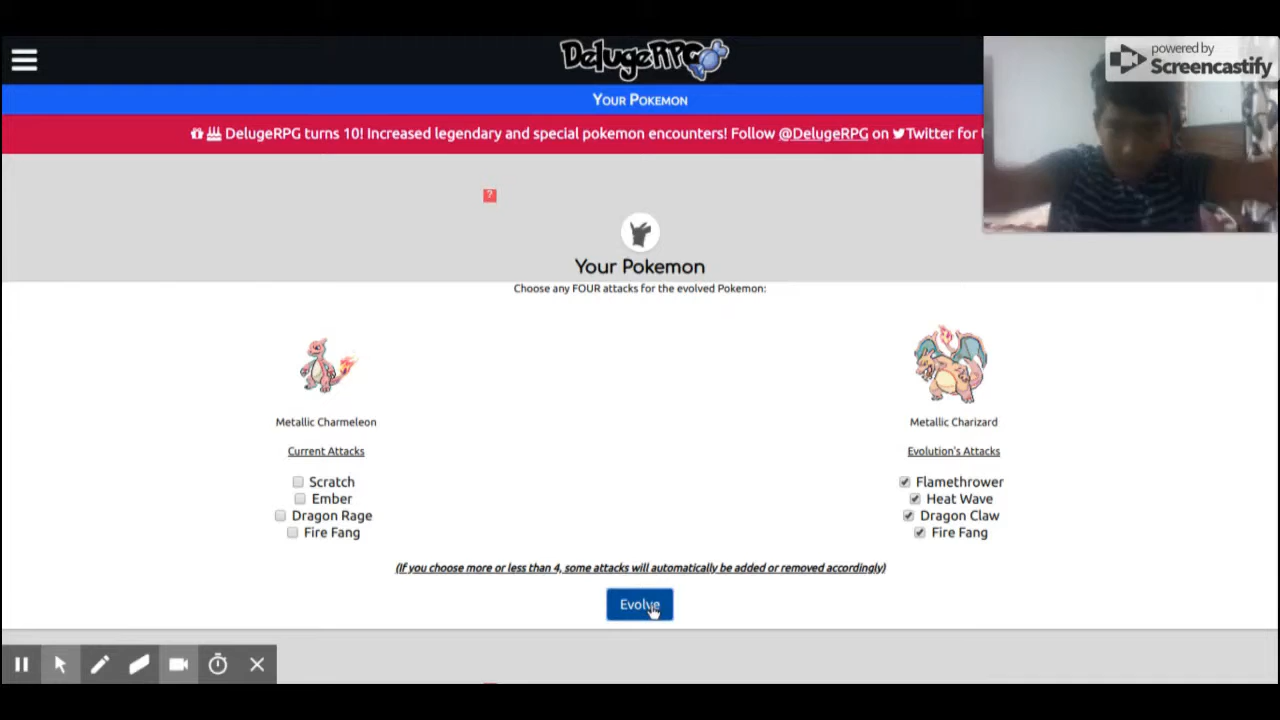 DelugeRPG
powered by
Screencastify
Your Pokemon
DelugeRPG turns 10! Increased legendary and special pokemon encounters! Follow @DelugeRPG on Twitter for
?
Your Pokemon
Choose any FOUR attacks for the evolved Pokemon:
Metallic Charmeleon
Current Attacks
Scratch
Ember
Dragon Rage
Fire Fang
Metallic Charizard
Evolution's Attacks
Flamethrower
Heat Wave
Dragon Claw
Fire Fang
(If you choose more or less than 4, some attacks will automatically be added or removed accordingly)
Evolve